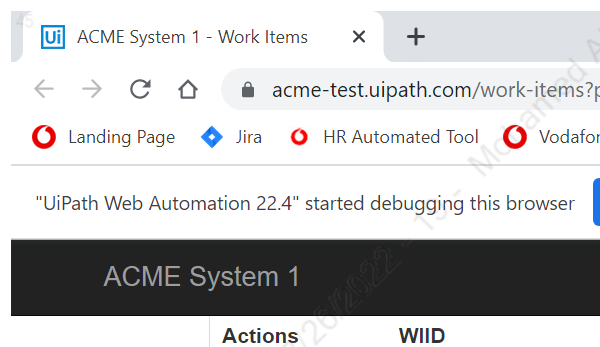 Ui ACME System 1 - Work Items
acme-test.uipath.com/work-items?p
Landing Page Jira HR Automated Tool Vodafor
"UiPath Web Automation 22.4" started debugging this browser
ACME System 1
Actions WIID